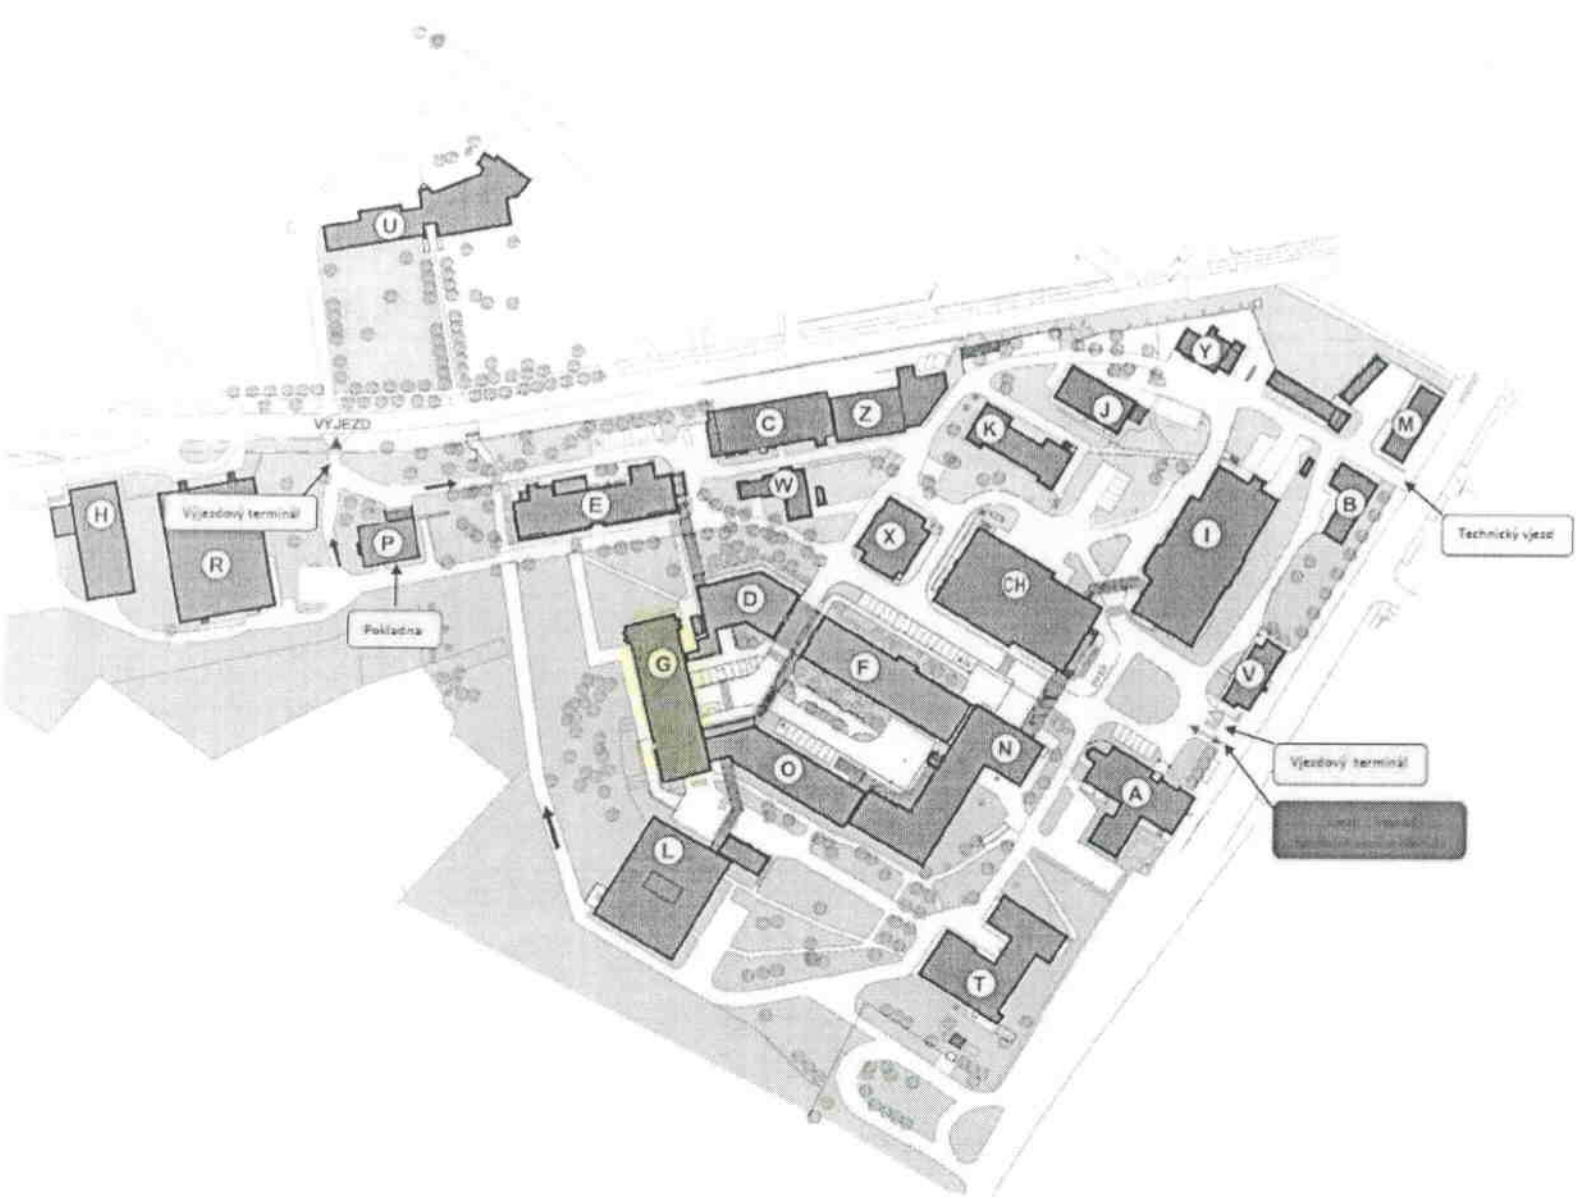 U
Y
J
C
Z
K
M
VÝJEZD
H
Výjezdový terminál
E
W
B
R
P
X
I
Technický vjezd
CH
D
Pokladna
G
F
V
N
O
Vjezdový terminál
A
L
T